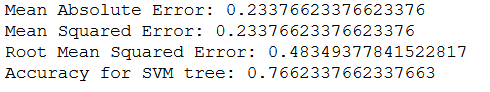 Mean Absolute Error: 0.23376623376623376
Mean Squared Error: 0.23376623376623376
Root Mean Squared Error: 0.48349377841522817
Accuracy for SVM tree: 0.7662337662337663